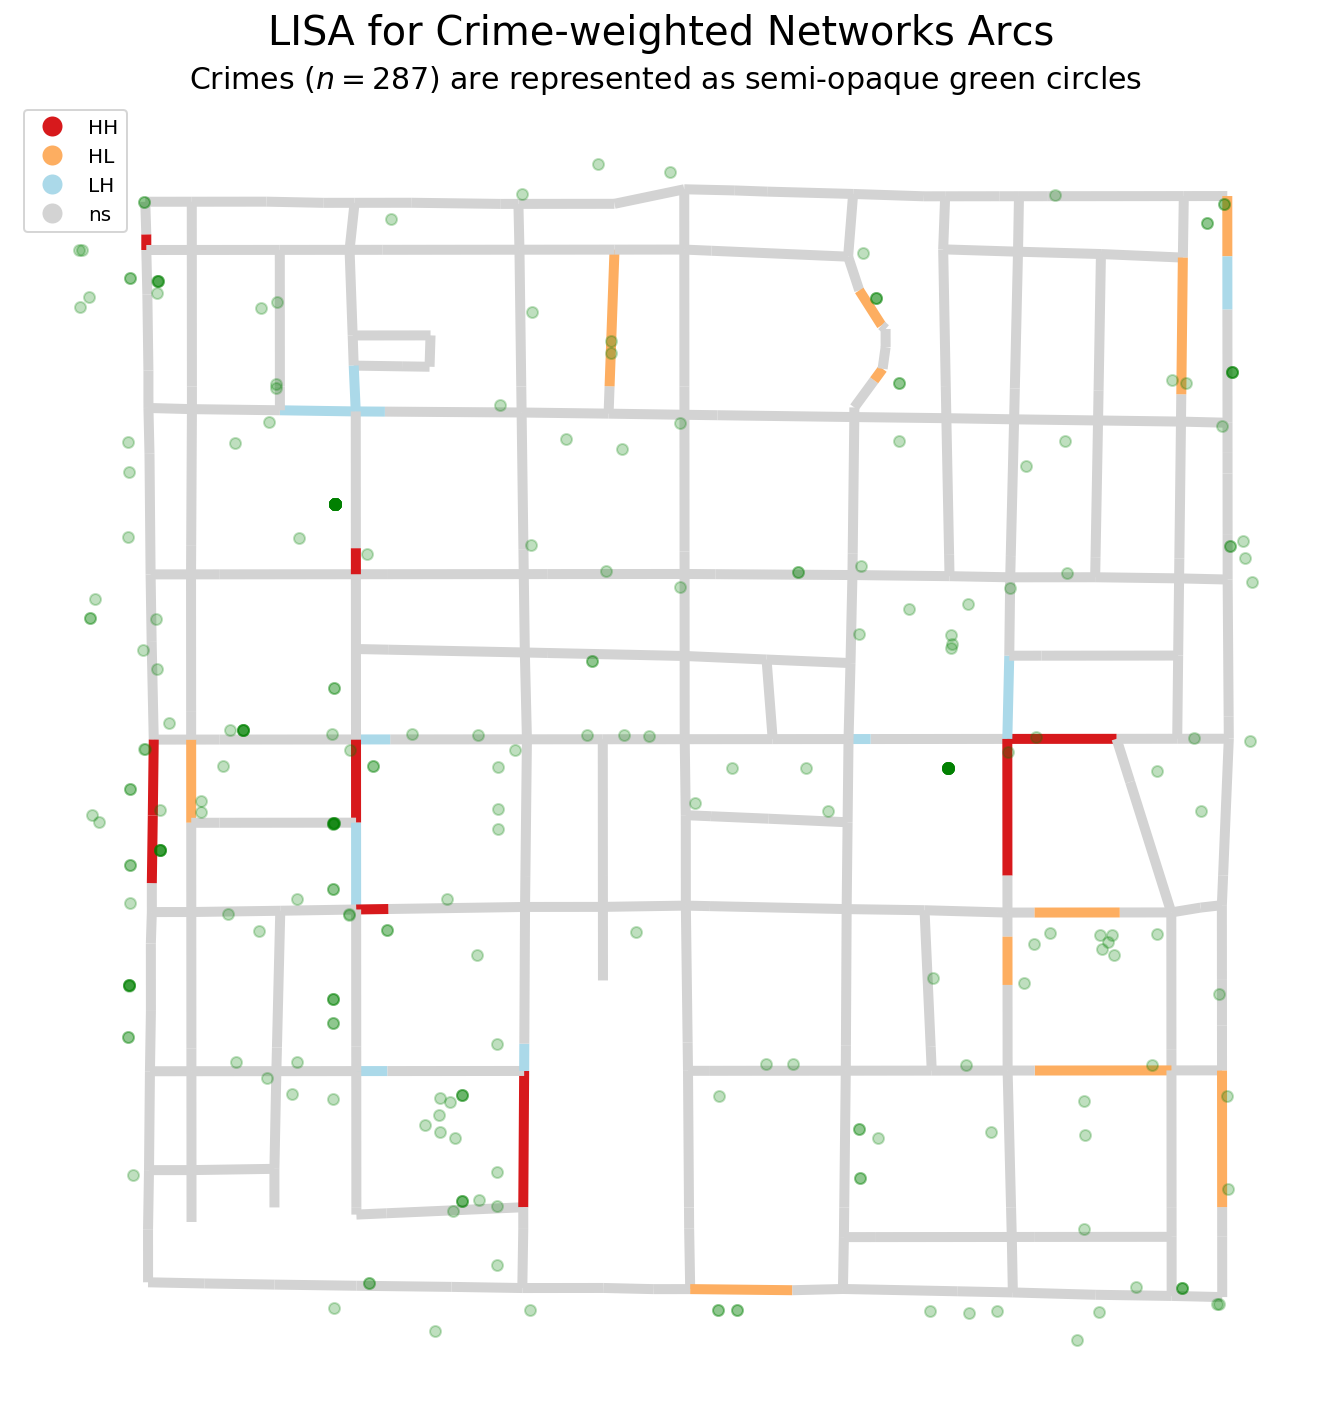 LISA for Crime-weighted Networks Arcs
Crimes (n = 287) are represented as semi-opaque green circles
HH
HL
LH
ns